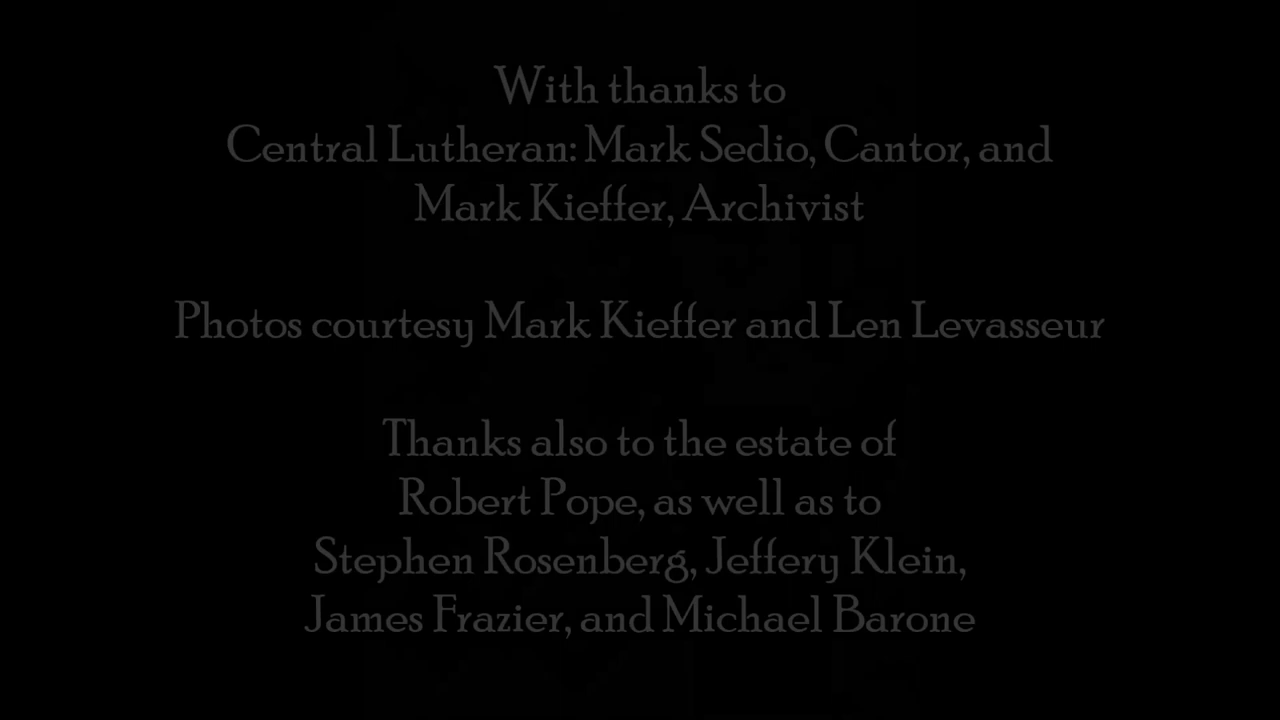 With thanks to
Central Lutheran: Mark Sedio, Cantor, and
Mark Kieffer, Archivist
Photos courtesy Mark Kieffer and Len Levasseur
Thanks also to the estate of
Robert Pope, as well as to
Stephen Rosenberg, Jeffery Klein,
James Frazier, and Michael Barone